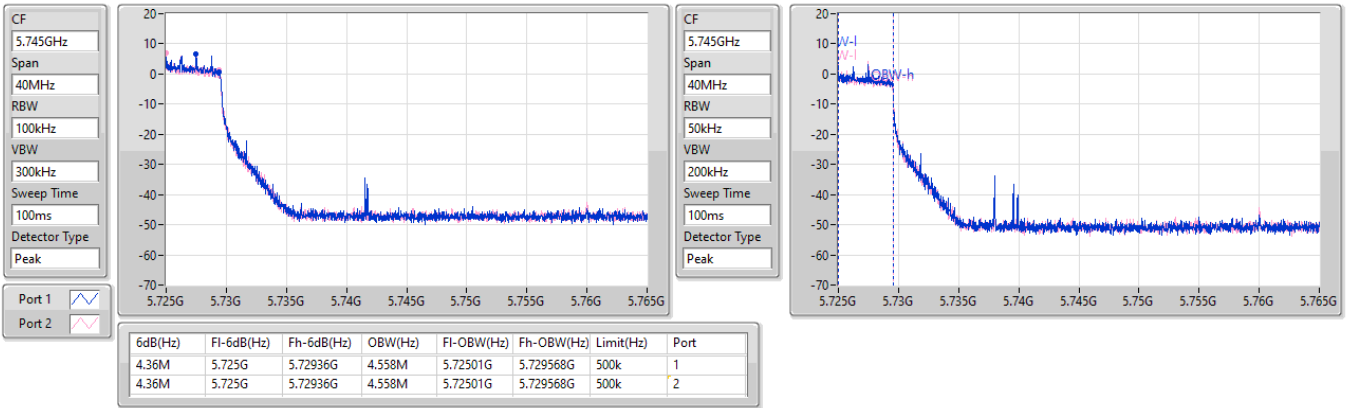 CF
5.745GHz
Span
40MHz
RBW
100kHz
VBW
300kHz
Sweep Time
100ms
Detector Type
Peak
Port 1
Port 2
20
10
0
-10
-20
-30
-40
-50
-60
-70
5.725G 5.73G 5.735G 5.74G 5.745G 5.75G 5.755G 5.76G 5.765G
CF
5.745GHz
Span
40MHz
RBW
50kHz
VBW
200kHz
Sweep Time
100ms
Detector Type
Peak
20
10
0
-10
-20
-30
-40
-50
-60
-70
W-l
W-l
OBW-h
5.725G 5.73G 5.735G 5.74G 5.745G 5.75G 5.755G 5.76G 5.765G
6dB(Hz) Fl-6dB(Hz) Fh-6dB(Hz) OBW(Hz) Fl-OBW(Hz) Fh-OBW(Hz) Limit(Hz) Port
4.36M 5.725G 5.72936G 4.558M 5.72501G 5.729568G 500k 1
4.36M 5.725G 5.72936G 4.558M 5.72501G 5.729568G 500k 2